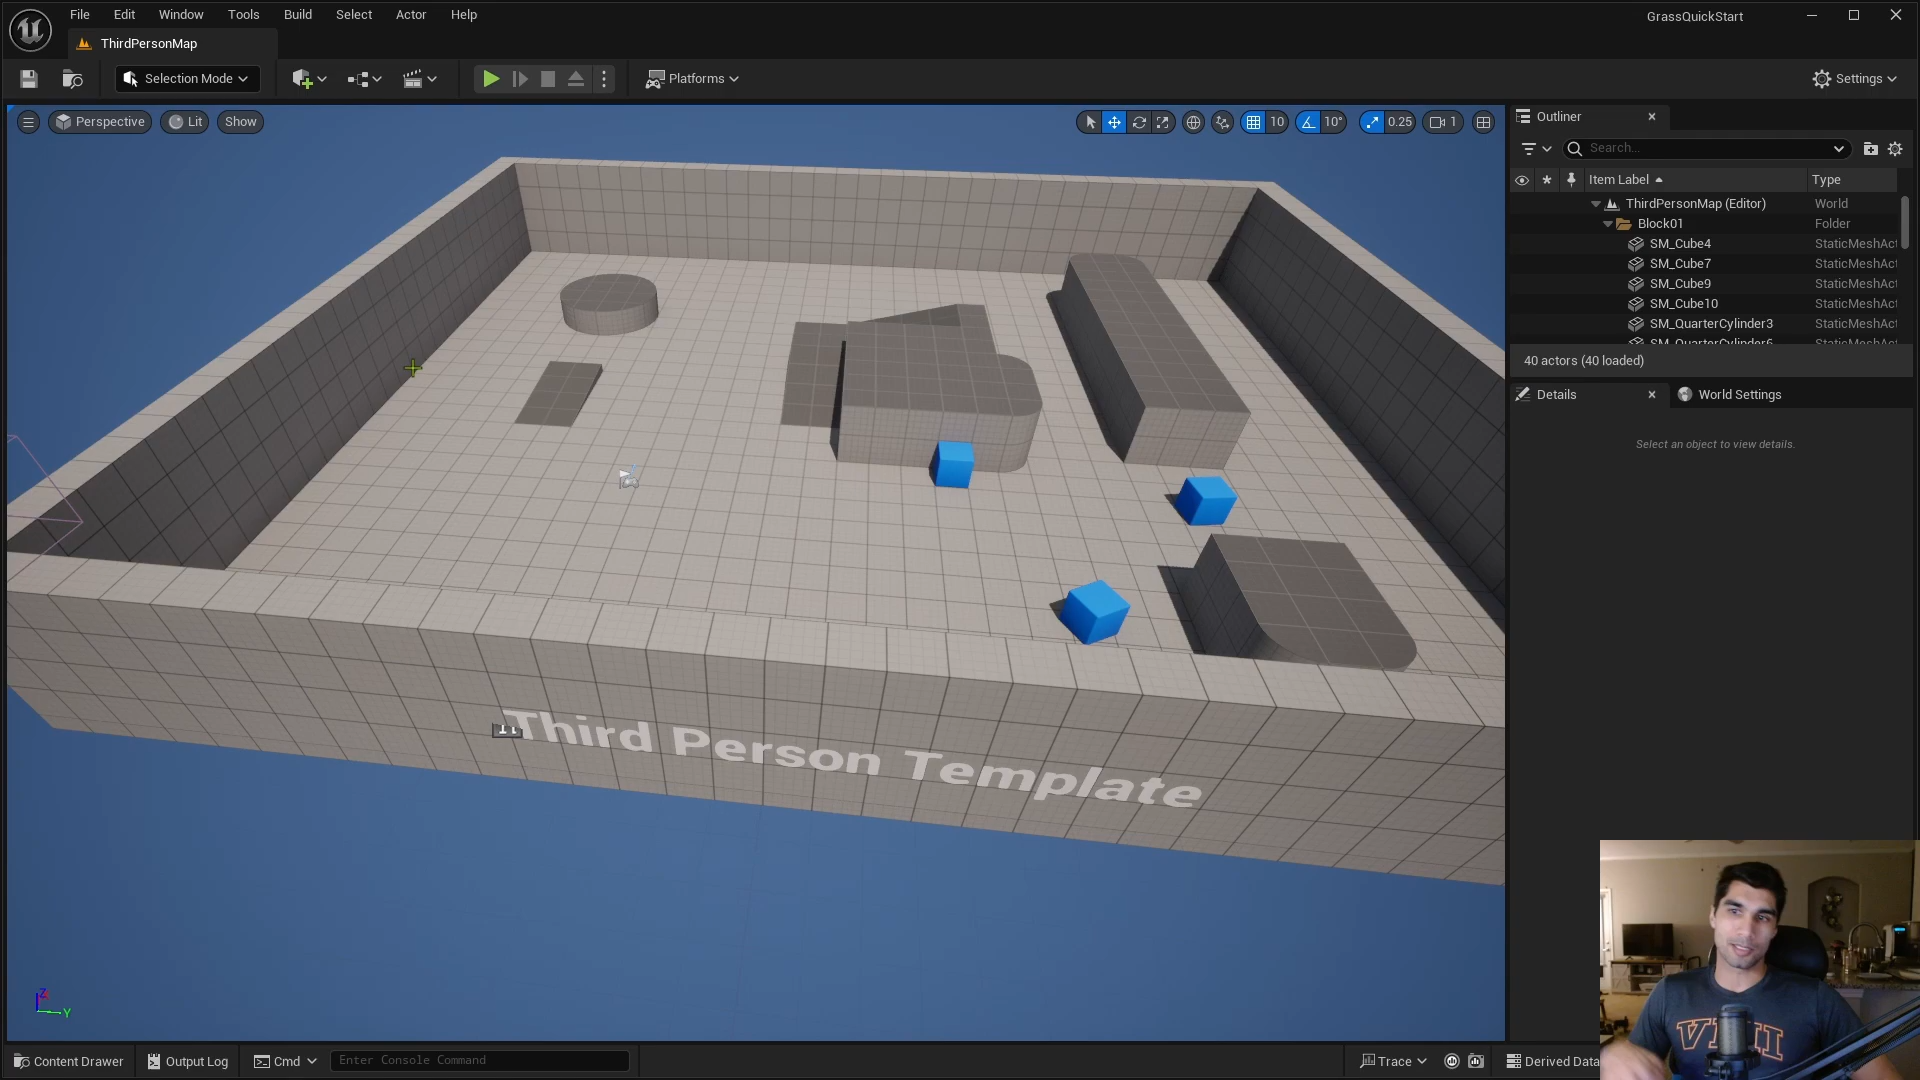 File Edit Window Tools Build Select Actor Help
GrassQuickStart
ThirdPersonMap
Selection Mode
Platforms
Settings
Perspective
Lit
Show
10
10°
0.25
1
Outliner
Search...
Item Label
Type
ThirdPersonMap (Editor) World
Block01 Folder
SM_Cube4 StaticMeshAct
SM_Cube7 StaticMeshAct
SM_Cube9 StaticMeshAct
SM_Cube10 StaticMeshAct
SM_QuarterCylinder3 StaticMeshAct
40 actors (40 loaded)
Details
World Settings
Select an object to view details.
Third Person Template
Z
Y
VMI
Content Drawer
Output Log
Cmd
Enter Console Command
Trace
Derived Data